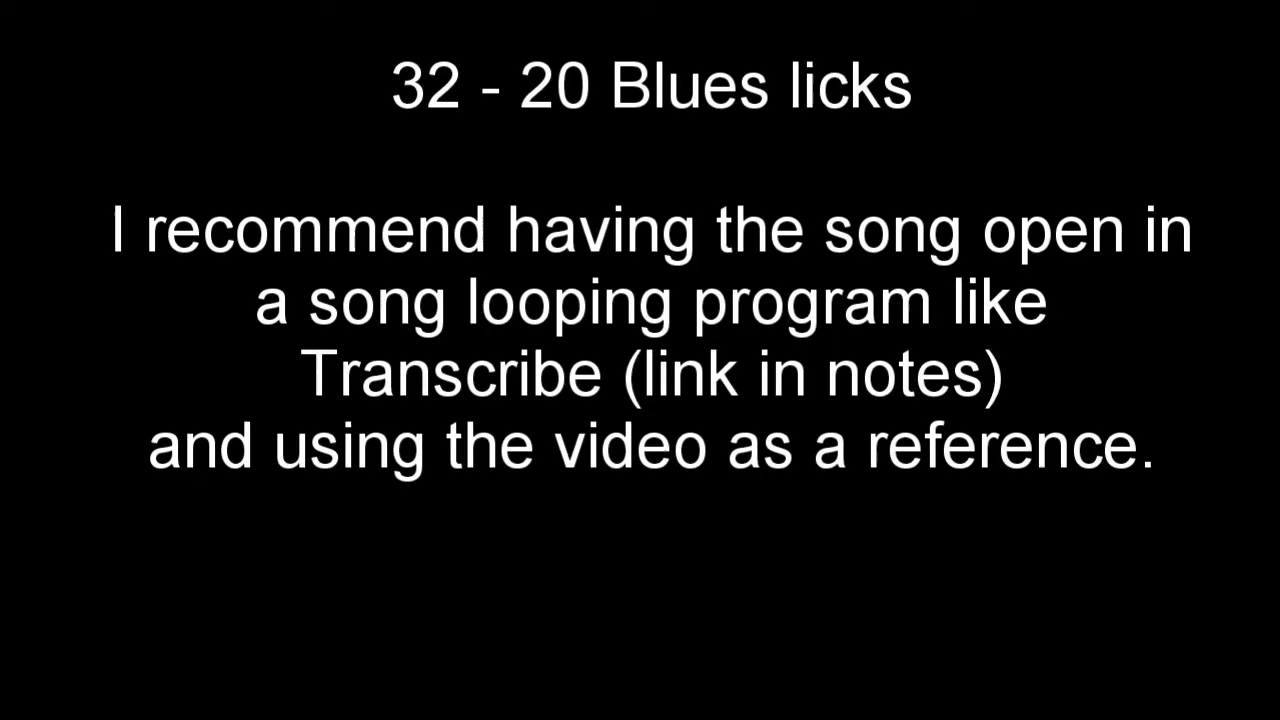 32 - 20 Blues licks
I recommend having the song open in
a song looping program like
Transcribe (link in notes)
and using the video as a reference.